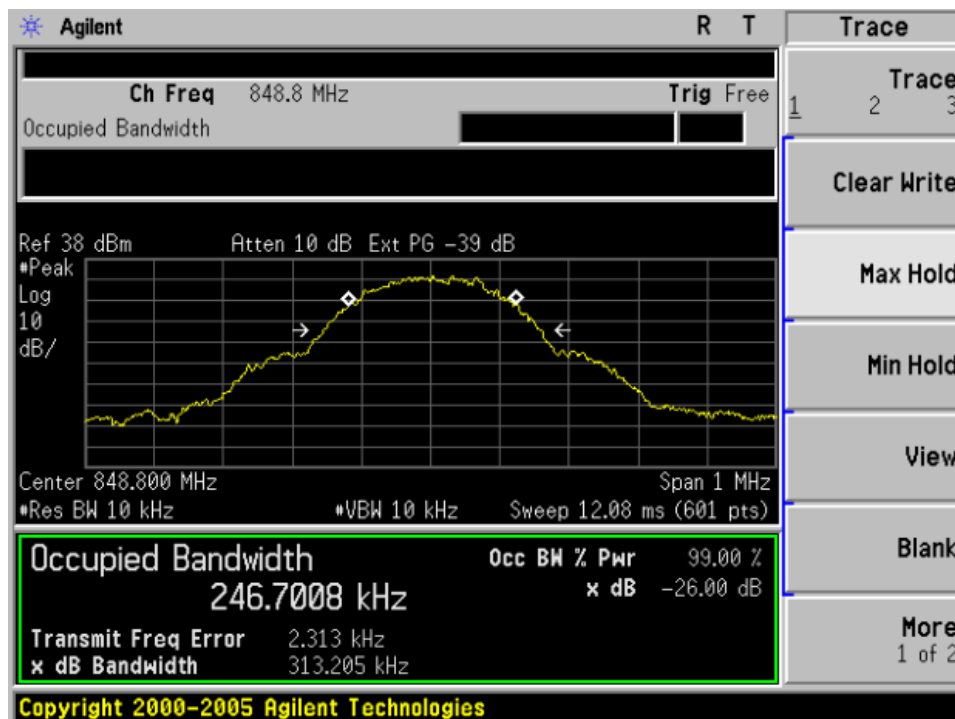 Agilent R T Trace
Ch Freq 848.8 MHz Trig Free
Occupied Bandwidth
Trace
1 2 3
Clear Write
Ref 38 dBm Atten 10 dB Ext PG -39 dB
#Peak
Log
10
dB/
Max Hold
Min Hold
View
Center 848.800 MHz Span 1 MHz
#Res BW 10 kHz #VBW 10 kHz Sweep 12.08 ms (601 pts)
Occupied Bandwidth Occ BW % Pwr 99.00 %
246.7008 kHz x dB -26.00 dB
Transmit Freq Error 2.313 kHz
x dB Bandwidth 313.205 kHz
Blank
More
1 of 2
Copyright 2000-2005 Agilent Technologies